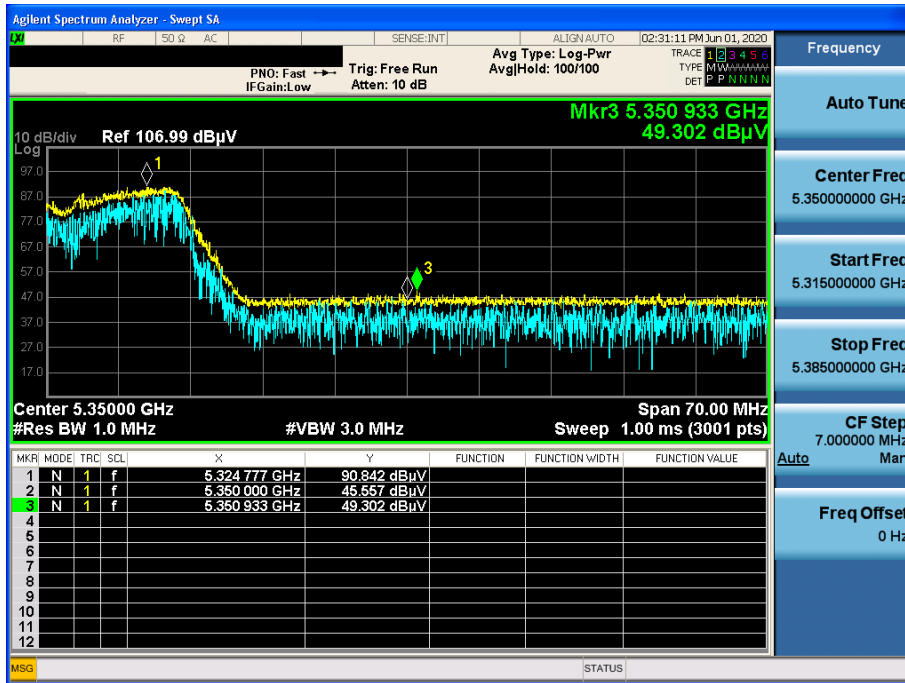 Agilent Spectrum Analyzer - Swept SA
LXI RF 50 Ω AC SENSE:INT ALIGN AUTO 02:31:11 PM Jun 01, 2020
Frequency
PNO: Fast Trig: Free Run Avg Type: Log-Pwr TRACE 1 2 3 4 5 6
IFGain:Low Atten: 10 dB Avg|Hold: 100/100 TYPE MWWWWW
DET P P N N N N
Auto Tune
Mkr3 5.350 933 GHz
49.302 dBµV
10 dB/div Ref 106.99 dBµV
Log
97.0
87.0
77.0
67.0
57.0
47.0
37.0
27.0
17.0
1
3
Center Freq
5.350000000 GHz
Start Freq
5.315000000 GHz
Stop Freq
5.385000000 GHz
Center 5.35000 GHz Span 70.00 MHz
#Res BW 1.0 MHz #VBW 3.0 MHz Sweep 1.00 ms (3001 pts)
CF Step
7.000000 MHz
Auto Man
Freq Offset
0 Hz
MKR MODE TRC SCL X Y FUNCTION FUNCTION WIDTH FUNCTION VALUE
1 N 1 f 5.324 777 GHz 90.842 dBµV
2 N 1 f 5.350 000 GHz 45.557 dBµV
3 N 1 f 5.350 933 GHz 49.302 dBµV
4
5
6
7
8
9
10
11
12
MSG STATUS